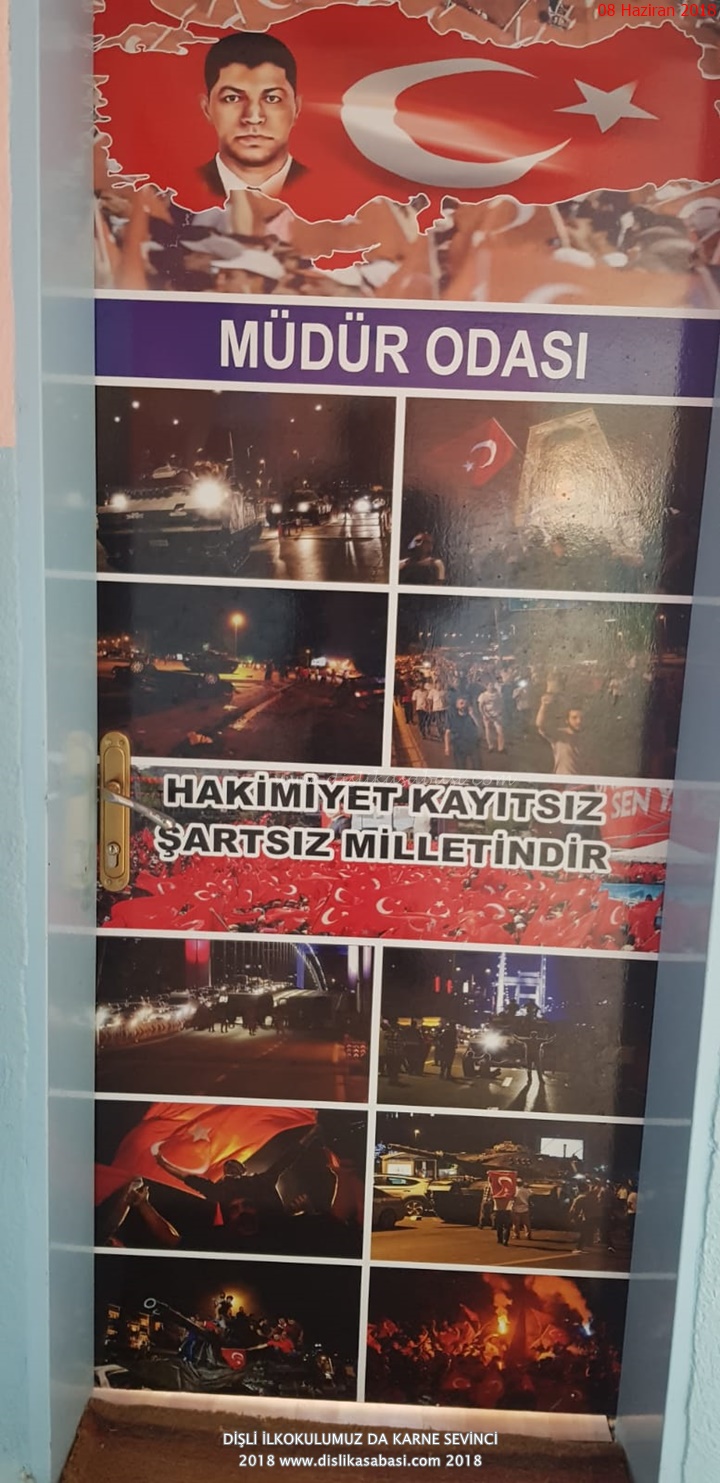 08 Haziran 2018
MÜDÜR ODASI
HAKİMİYET KAYITSIZ
ŞARTSIZ MİLLETİNDİR
SEN
DİŞLİ İLKOKULUMUZ DA KARNE SEVİNCİ
2018 www.dislikasabasi.com 2018